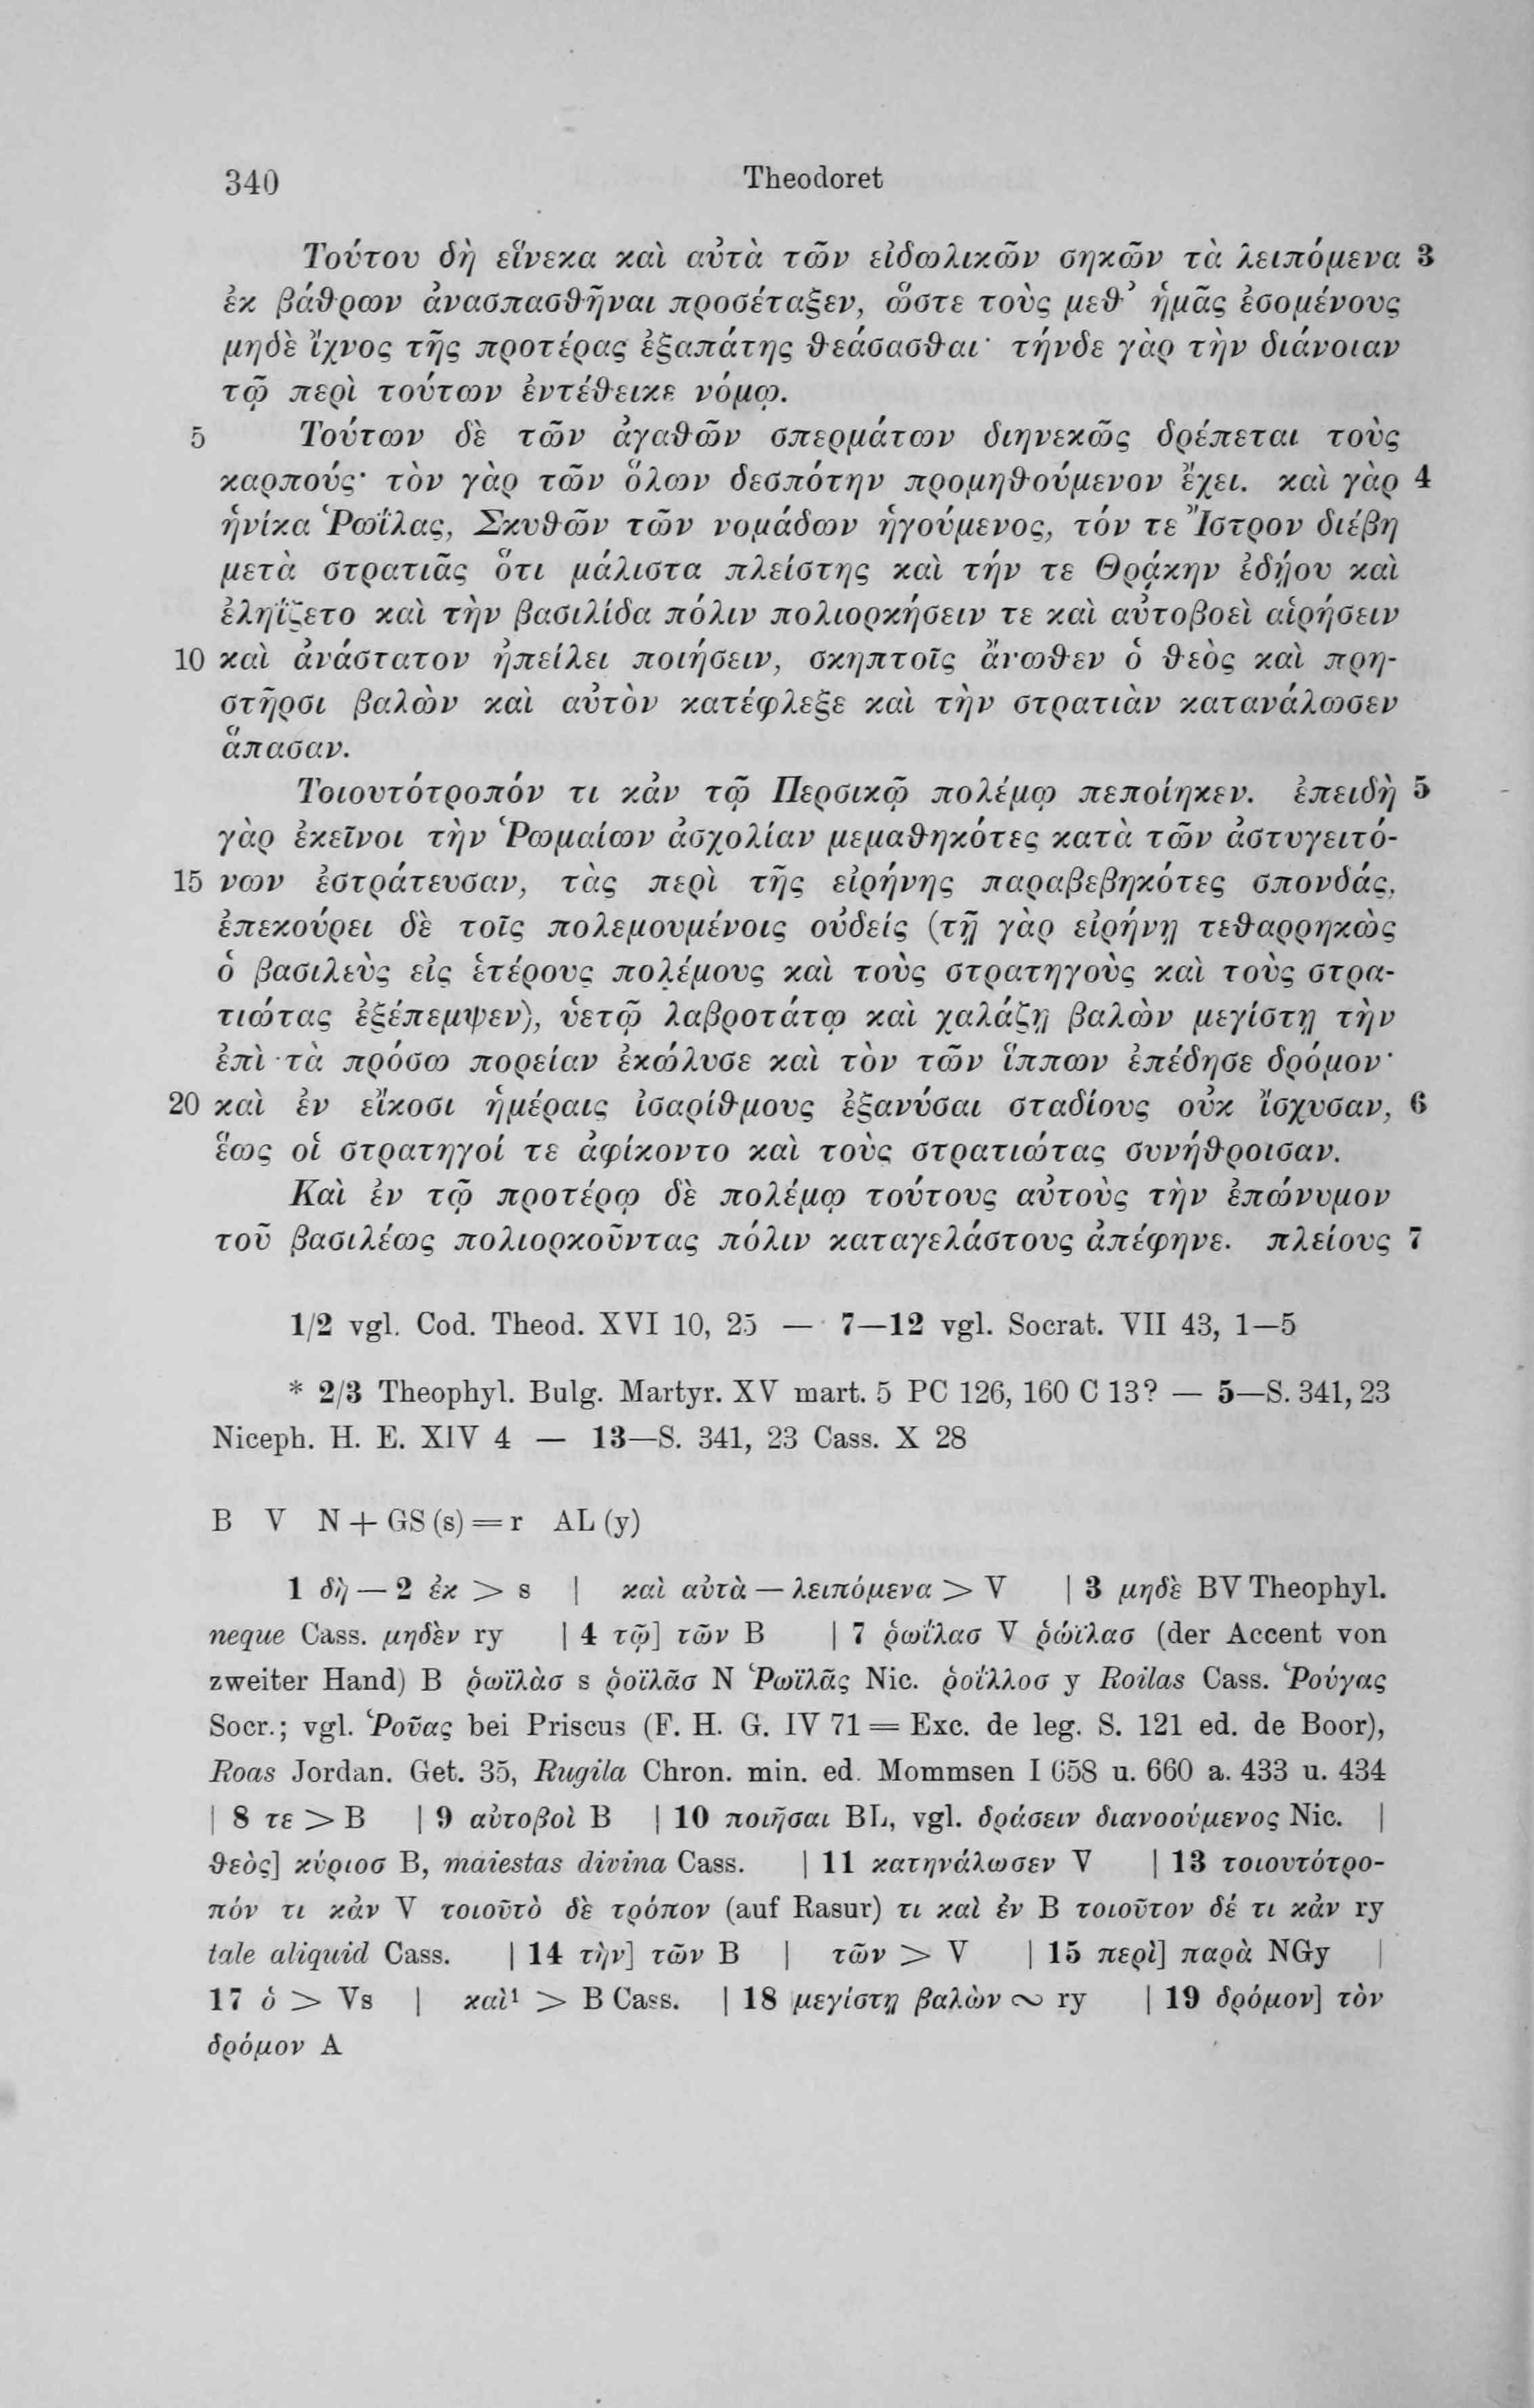 340 Theodoret
Τούτου δὴ εἵνεκα καὶ αὐτὰ τῶν εἰδωλικῶν σηκῶν τὰ λειπόμενα 3
ἐκ βάθρων ἀνασπασθῆναι προσέταξεν, ὥστε τοὺς μεθ’ ἡμᾶς ἐσομένους
μηδὲ ἴχνος τῆς προτέρας ἐξαπάτης θεάσασθαι· τήνδε γὰρ τὴν διάνοιαν
τῷ περὶ τούτων ἐντέθεικε νόμῳ.
5 Τούτων δὲ τῶν ἀγαθῶν σπερμάτων διηνεκῶς δρέπεται τοὺς
καρπούς· τὸν γὰρ τῶν ὅλων δεσπότην προμηθούμενον ἔχει. καὶ γὰρ 4
ἡνίκα Ῥωΐλας, Σκυθῶν τῶν νομάδων ἡγούμενος, τόν τε Ἴστρον διέβη
μετὰ στρατιᾶς ὅτι μάλιστα πλείστης καὶ τήν τε Θρᾴκην ἐδῄου καὶ
ἐληΐζετο καὶ τὴν βασιλίδα πόλιν πολιορκήσειν τε καὶ αὐτοβοεὶ αἱρήσειν
10 καὶ ἀνάστατον ἠπείλει ποιήσειν, σκηπτοῖς ἄνωθεν ὁ θεὸς καὶ πρη-
στῆρσι βαλὼν καὶ αὐτὸν κατέφλεξε καὶ τὴν στρατιὰν κατανάλωσεν
ἅπασαν.
Τοιουτότροπόν τι κἀν τῷ Περσικῷ πολέμῳ πεποίηκεν. ἐπειδὴ 5
γὰρ ἐκεῖνοι τὴν Ῥωμαίων ἀσχολίαν μεμαθηκότες κατὰ τῶν ἀστυγειτό-
15 νων ἐστράτευσαν, τὰς περὶ τῆς εἰρήνης παραβεβηκότες σπονδάς,
ἐπεκούρει δὲ τοῖς πολεμουμένοις οὐδείς (τῇ γὰρ εἰρήνῃ τεθαρρηκὼς
ὁ βασιλεὺς εἰς ἑτέρους πολέμους καὶ τοὺς στρατηγοὺς καὶ τοὺς στρα-
τιώτας ἐξέπεμψεν), ὑετῷ λαβροτάτῳ καὶ χαλάζῃ βαλὼν μεγίστῃ τὴν
ἐπὶ τὰ πρόσω πορείαν ἐκώλυσε καὶ τὸν τῶν ἵππων ἐπέδησε δρόμον·
20 καὶ ἐν εἴκοσι ἡμέραις ἰσαρίθμους ἐξανύσαι σταδίους οὐκ ἴσχυσαν, 6
ἕως οἱ στρατηγοί τε ἀφίκοντο καὶ τοὺς στρατιώτας συνήθροισαν.
Καὶ ἐν τῷ προτέρῳ δὲ πολέμῳ τούτους αὐτοὺς τὴν ἐπώνυμον
τοῦ βασιλέως πολιορκοῦντας πόλιν καταγελάστους ἀπέφηνε. πλείους 7
1/2 vgl. Cod. Theod. XVI 10, 25 — 7—12 vgl. Socrat. VII 43, 1—5
* 2/3 Theophyl. Bulg. Martyr. XV mart. 5 PC 126, 160 C 13? — 5—S. 341, 23
Niceph. H. E. XIV 4 — 13—S. 341, 23 Cass. X 28
B V N + GS (s) = r AL (y)
1 δὴ — 2 ἐκ > s | καὶ αὐτὰ — λειπόμενα > V | 3 μηδὲ BV Theophyl.
neque Cass. μηδὲν ry | 4 τῷ] τῶν B | 7 ῥωΐλασ V ῥώϊλασ (der Accent von
zweiter Hand) B ῥωϊλὰσ s ῥοϊλᾶσ N Ῥωϊλᾶς Nic. ῥοΐλλοσ y Roilas Cass. Ῥούγας
Socr.; vgl. Ῥοῦας bei Priscus (F. H. G. IV 71 = Exc. de leg. S. 121 ed. de Boor),
Roas Jordan. Get. 35, Rugila Chron. min. ed. Mommsen I 658 u. 660 a. 433 u. 434
| 8 τε > B | 9 αὐτοβοὶ B | 10 ποιῆσαι BL, vgl. δράσειν διανοούμενος Nic. |
θεὸς] κύριοσ B, maiestas divina Cass. | 11 κατηνάλωσεν V | 13 τοιουτότρο-
πόν τι κἀν V τοιοῦτὸ δὲ τρόπον (auf Rasur) τι καὶ ἐν B τοιοῦτον δέ τι κἀν ry
tale aliquid Cass. | 14 τὴν] τῶν B | τῶν > V | 15 περὶ] παρὰ NGy |
17 ὁ > Vs | καὶ¹ > B Cass. | 18 μεγίστῃ βαλὼν ∾ ry | 19 δρόμον] τὸν
δρόμον A